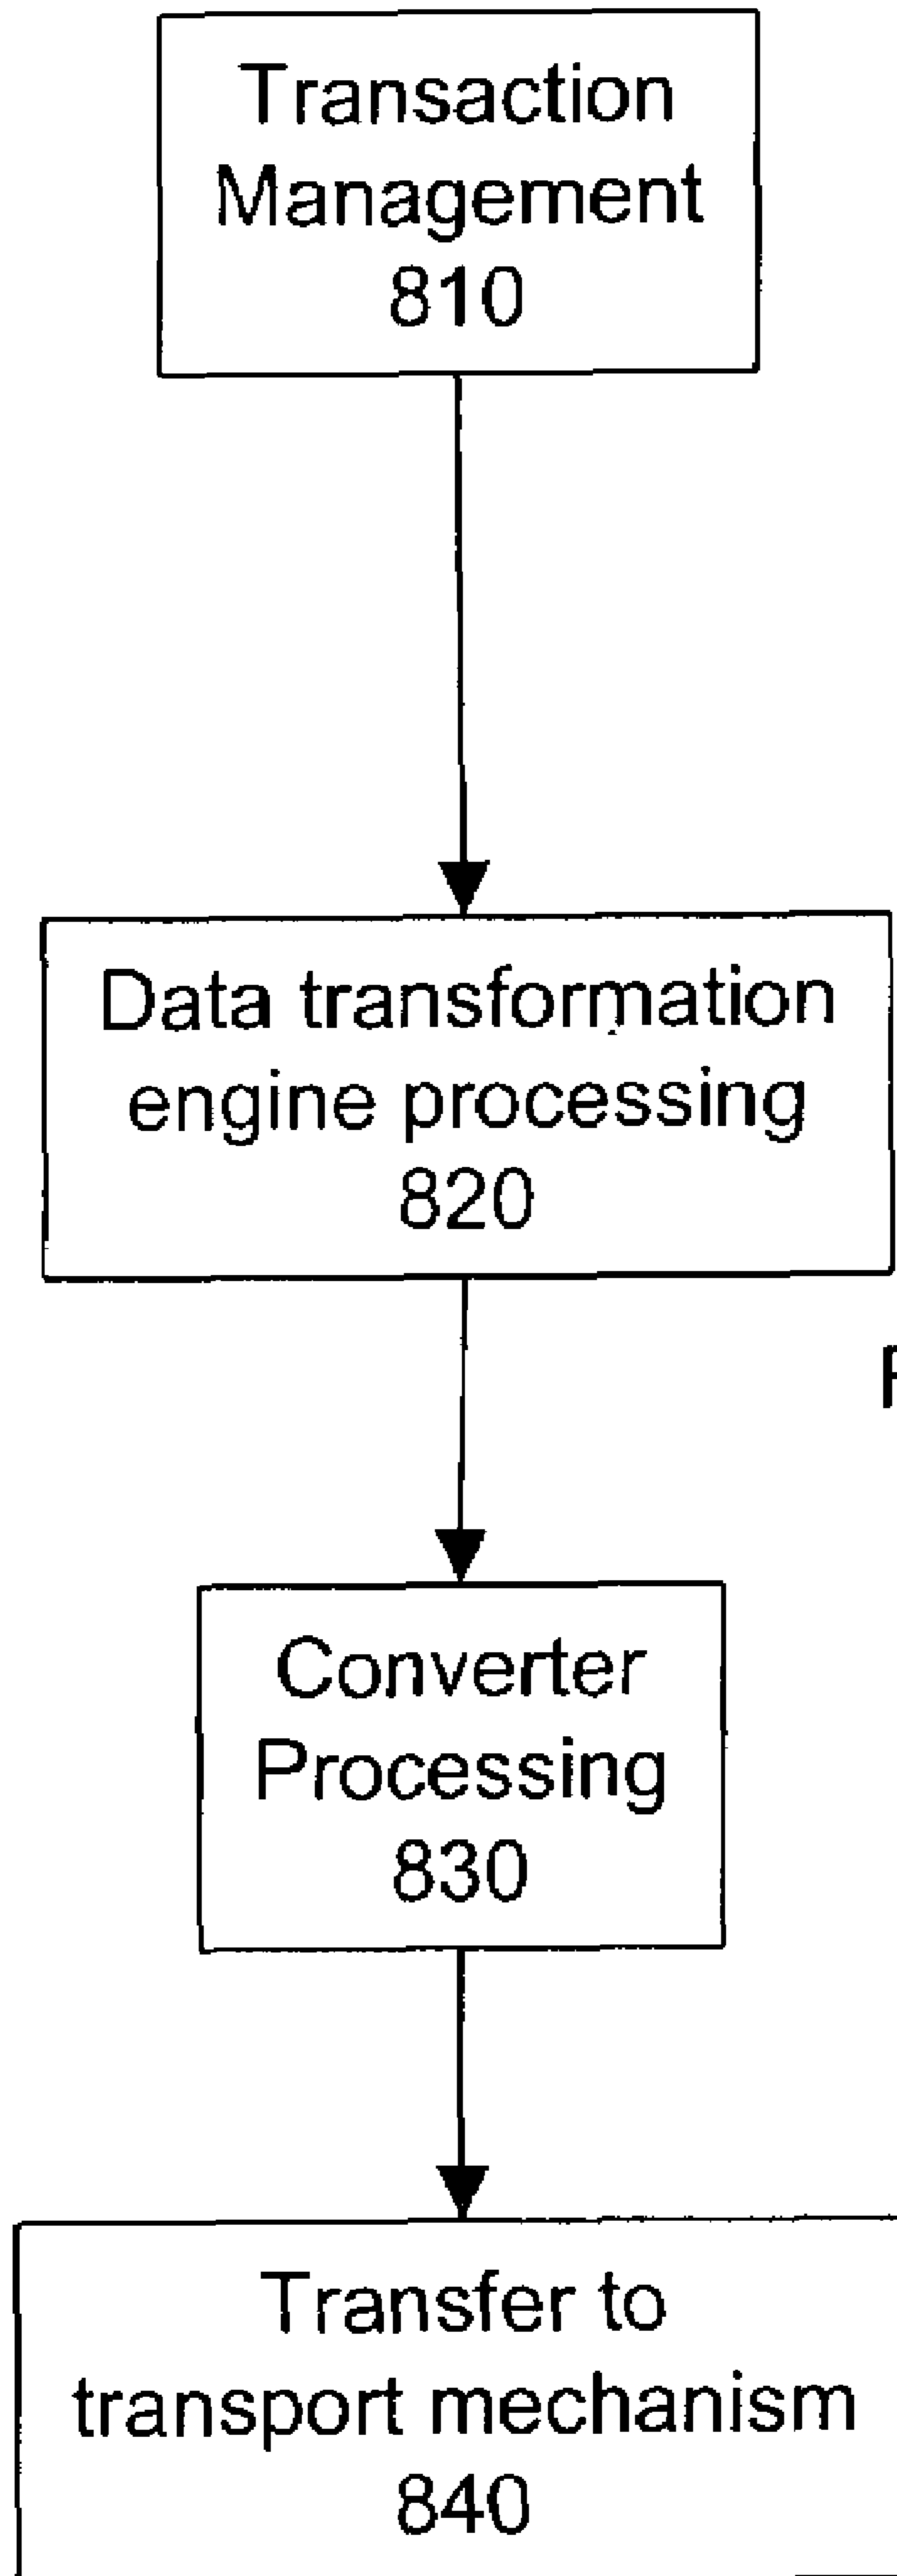 Transaction
Management
810
Data transformation
engine processing
820
Converter
Processing
830
Transfer to
transport mechanism
840